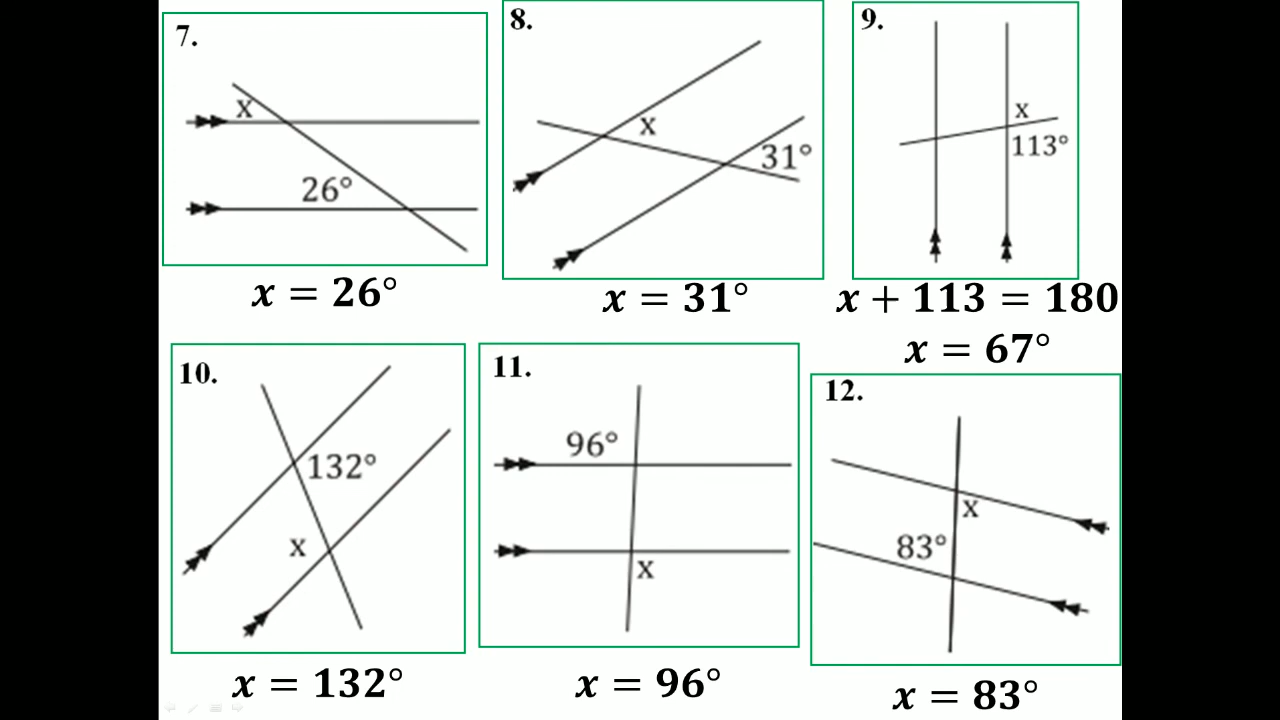 7.
x
26°
x = 26°
8.
x
31°
x = 31°
9.
x
113°
x + 113 = 180
x = 67°
10.
132°
x
x = 132°
11.
96°
x
x = 96°
12.
x
83°
x = 83°